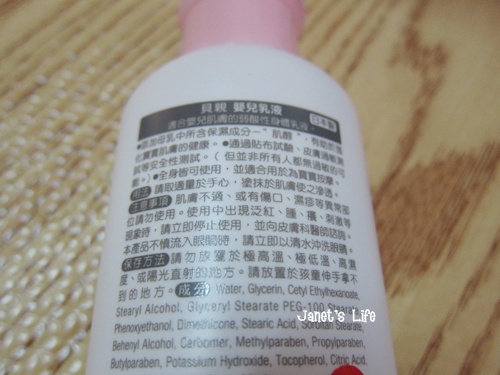 貝親 嬰兒乳液 日本製
適合嬰兒肌膚的弱酸性身體乳液。
•添加母乳中所含保濕成分－"肌醇"，有助於強
化寶寶肌膚的健康。•通過貼布試驗、皮膚過敏測
試等安全性測試。( 但並非所有人都無過敏的可
能。) •全身皆可使用，並適合用於為寶寶按摩。
用法 請取適量於手心，塗抹於肌膚使之滲透。
注意事項 肌膚不適，或有傷口、濕疹等異常部
位請勿使用。使用中出現泛紅、腫、癢、刺激等
現象時，請立即停止使用，並向皮膚科醫師諮詢。
本產品不慎流入眼睛時，請立即以清水沖洗眼睛。
保存方法 請勿放置於極高溫、極低溫、高濕
度、或陽光直射的地方。請放置於孩童伸手拿不
到的地方。成分 Water, Glycerin, Cetyl Ethylhexanoate,
Stearyl Alcohol, Glyceryl Stearate PEG-100 Stearate,
Phenoxyethanol, Dimethicone, Stearic Acid, Sorbitan Stearate,
Behenyl Alcohol, Carbomer, Methylparaben, Propylparaben,
Butylparaben, Potassium Hydroxide, Tocopherol, Citric Acid,
Janet's Life